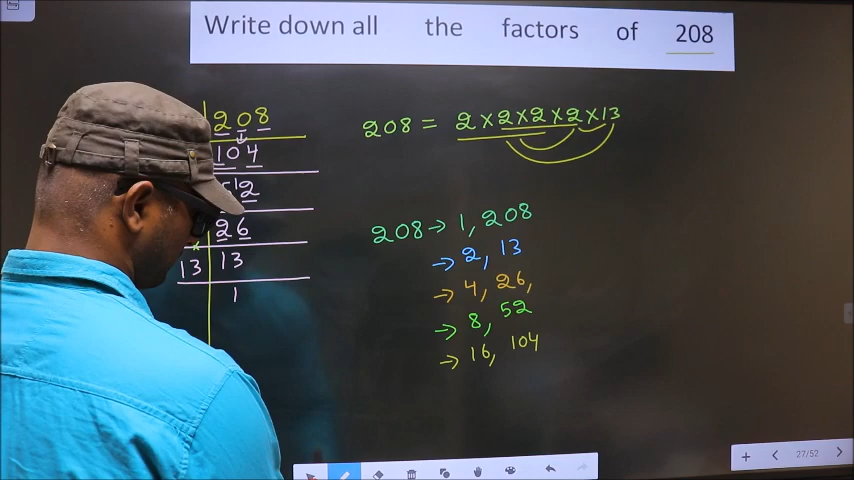 Write down all the factors of 208
208
104
52
26
13 13
1
208 = 2 × 2 × 2 × 2 × 13
208 → 1, 208
→ 2, 13
→ 4, 26,
→ 8, 52
→ 16, 104
27/52